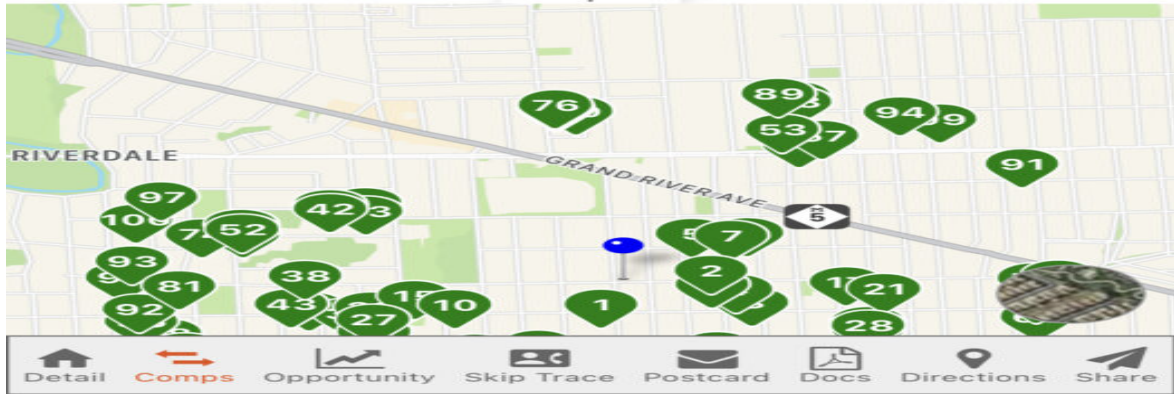 89
76
94
53
RIVERDALE
GRAND RIVER AVE
91
97
42
M
5
52
7
93
38
2
81
21
43
10
1
92
27
28
Detail
Comps
Opportunity
Skip Trace
Postcard
Docs
Directions
Share